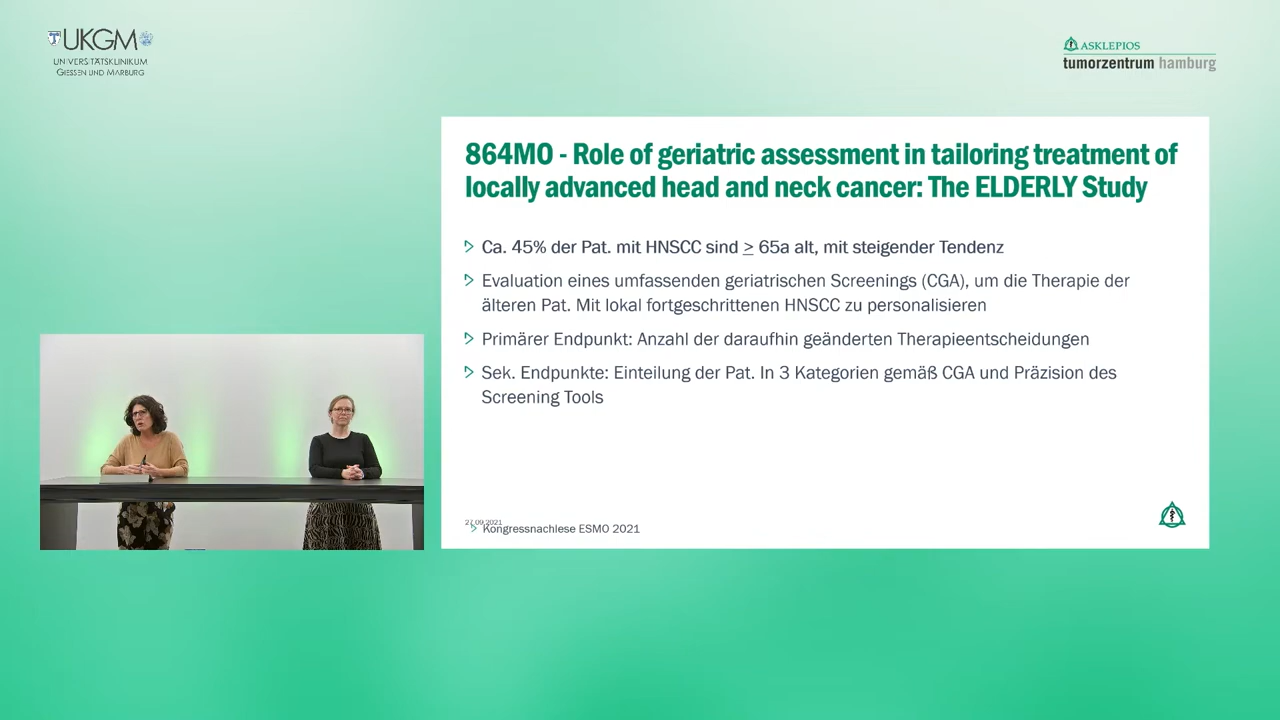 UKGM
UNIVERSITÄTSKLINIKUM
GIESSEN UND MARBURG
ASKLEPIOS
tumorzentrum hamburg
864MO - Role of geriatric assessment in tailoring treatment of
locally advanced head and neck cancer: The ELDERLY Study
Ca. 45% der Pat. mit HNSCC sind ≥ 65a alt, mit steigender Tendenz
Evaluation eines umfassenden geriatrischen Screenings (CGA), um die Therapie der
älteren Pat. Mit lokal fortgeschrittenen HNSCC zu personalisieren
Primärer Endpunkt: Anzahl der daraufhin geänderten Therapieentscheidungen
Sek. Endpunkte: Einteilung der Pat. In 3 Kategorien gemäß CGA und Präzision des
Screening Tools
27.09.2021
Kongressnachlese ESMO 2021